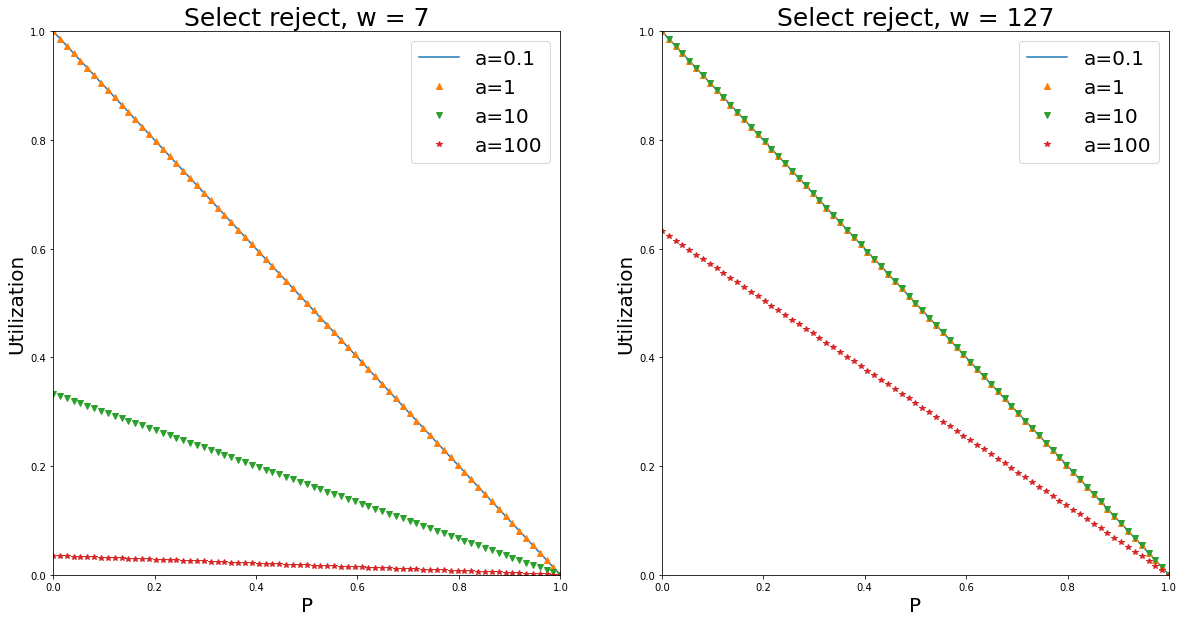 Select reject, w = 7
a=0.1
a=1
a=10
a=100
Utilization
1.0
0.8
0.6
0.4
0.2
0.0
0.0 0.2 0.4 0.6 0.8 1.0
P
Select reject, w = 127
a=0.1
a=1
a=10
a=100
Utilization
1.0
0.8
0.6
0.4
0.2
0.0
0.0 0.2 0.4 0.6 0.8 1.0
P